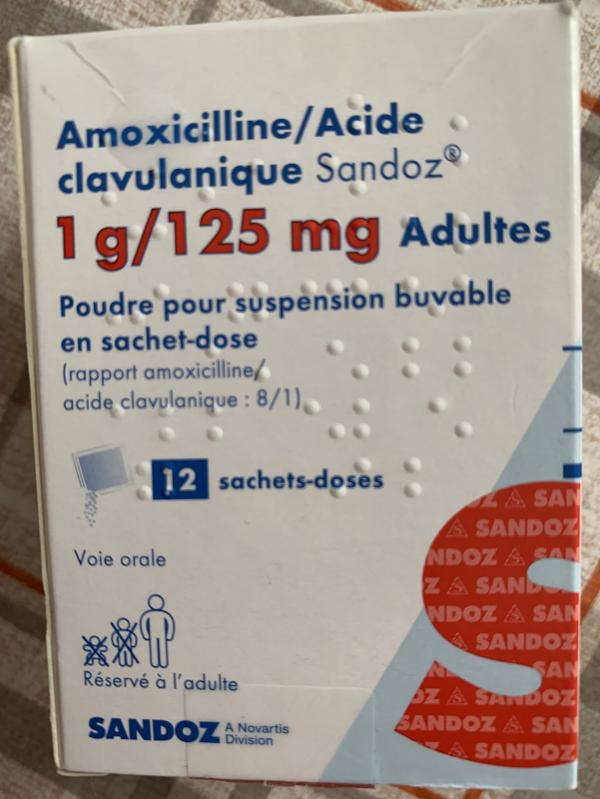 Amoxicilline/Acide
clavulanique Sandoz®
1 g/125 mg Adultes
Poudre pour suspension buvable
en sachet-dose
(rapport amoxicilline/
acide clavulanique : 8/1)
12 sachets-doses
Voie orale
Réservé à l'adulte
SANDOZ A Novartis
Division
SANDOZ
SANDOZ
SANDOZ
SANDOZ
SANDOZ